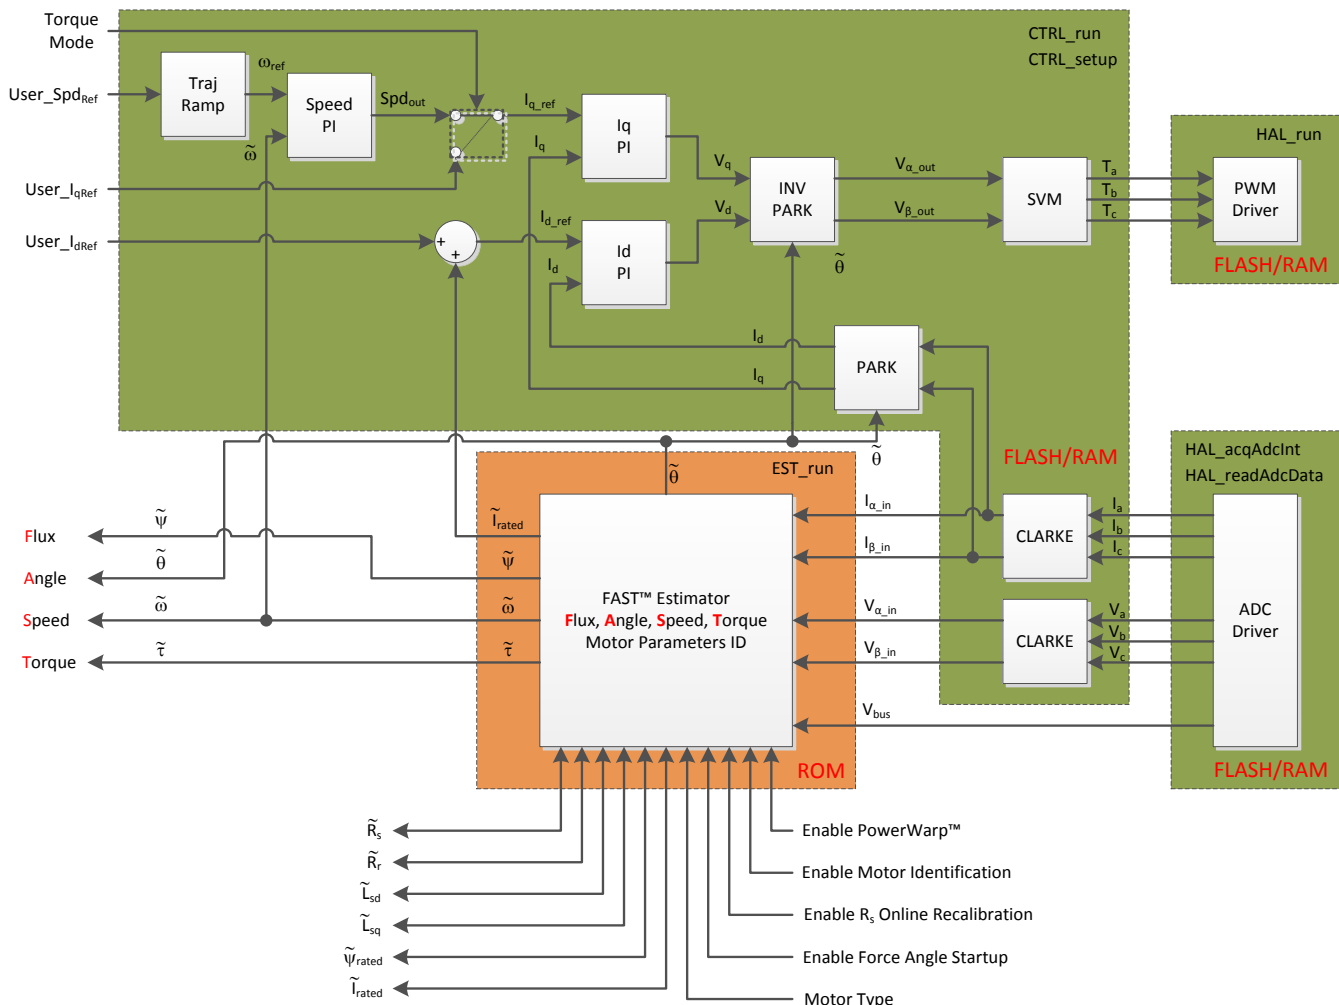 Torque
Mode
CTRL_run
CTRL_setup
User_SpdRef
Traj
Ramp
ωref
Speed
PI
Spdout
ω̃
Iq_ref
Iq
Iq
PI
Vq
User_IqRef
User_IdRef
+
+
Id_ref
Id
Id
PI
Vd
INV
PARK
Vα_out
Vβ_out
θ̃
SVM
Ta
Tb
Tc
HAL_run
PWM
Driver
FLASH/RAM
Id
Iq
PARK
θ̃
FLASH/RAM
HAL_acqAdcInt
HAL_readAdcData
EST_run
θ̃
Flux
ψ̃
Angle
θ̃
Speed
ω̃
Torque
τ̃
Ĩrated
ψ̃
ω̃
τ̃
FAST™ Estimator
Flux, Angle, Speed, Torque
Motor Parameters ID
Iα_in
Iβ_in
Vα_in
Vβ_in
Vbus
CLARKE
CLARKE
Ia
Ib
Ic
Va
Vb
Vc
ADC
Driver
ROM
FLASH/RAM
R̃s
R̃r
L̃sd
L̃sq
ψ̃rated
Ĩrated
Enable PowerWarp™
Enable Motor Identification
Enable Rs Online Recalibration
Enable Force Angle Startup
Motor Type